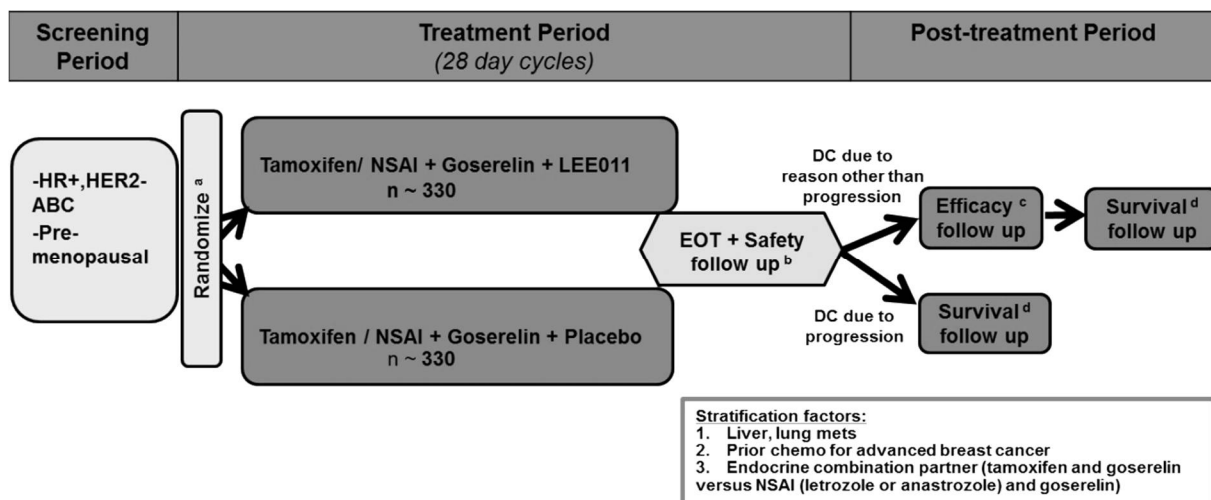 Screening
Period
Treatment Period
(28 day cycles)
Post-treatment Period
-HR+,HER2-
ABC
-Pre-
menopausal
Randomize a
Tamoxifen/ NSAI + Goserelin + LEE011
n ~ 330
Tamoxifen / NSAI + Goserelin + Placebo
n ~ 330
EOT + Safety
follow up b
DC due to
reason other than
progression
Efficacy c
follow up
Survival d
follow up
DC due to
progression
Survival d
follow up
Stratification factors:
1. Liver, lung mets
2. Prior chemo for advanced breast cancer
3. Endocrine combination partner (tamoxifen and goserelin
versus NSAI (letrozole or anastrozole) and goserelin)